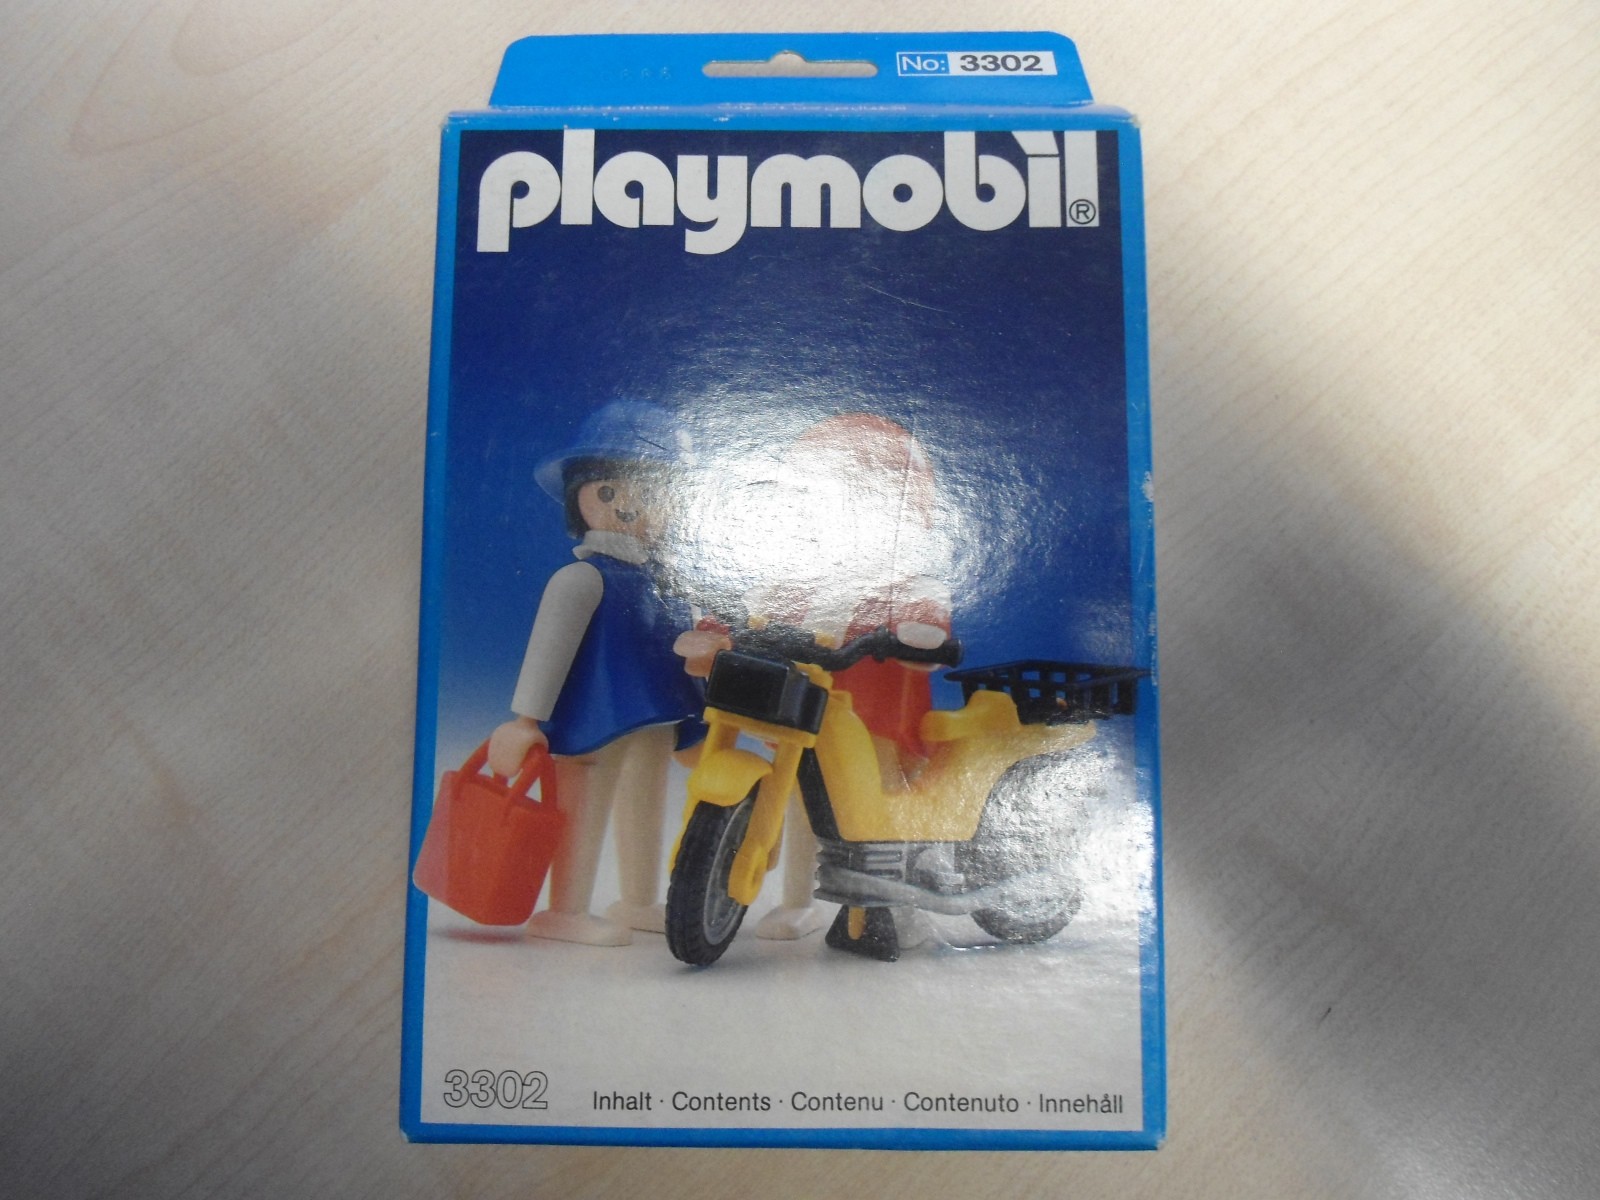 No: 3302
playmobil®
3302
Inhalt · Contents · Contenu · Contenuto · Innehåll